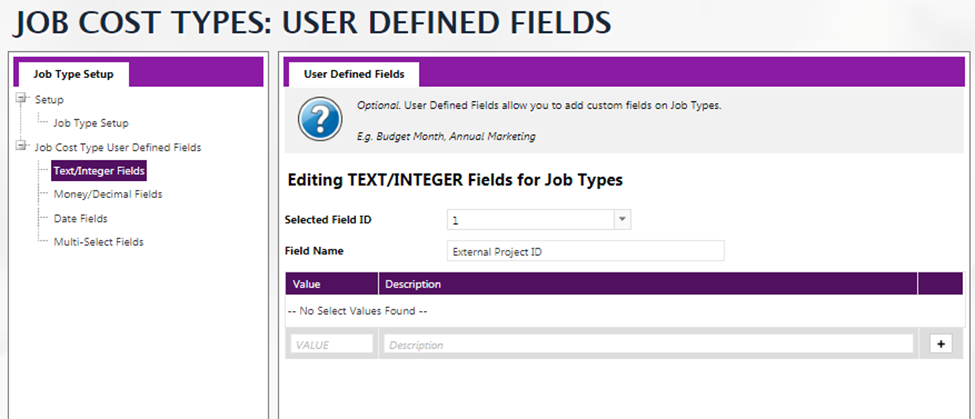 JOB COST TYPES: USER DEFINED FIELDS
Job Type Setup
Setup
Job Type Setup
Job Cost Type User Defined Fields
Text/Integer Fields
Money/Decimal Fields
Date Fields
Multi-Select Fields
User Defined Fields
?
Optional. User Defined Fields allow you to add custom fields on Job Types.
E.g. Budget Month, Annual Marketing
Editing TEXT/INTEGER Fields for Job Types
Selected Field ID 1
Field Name External Project ID
Value Description
-- No Select Values Found --
VALUE Description +